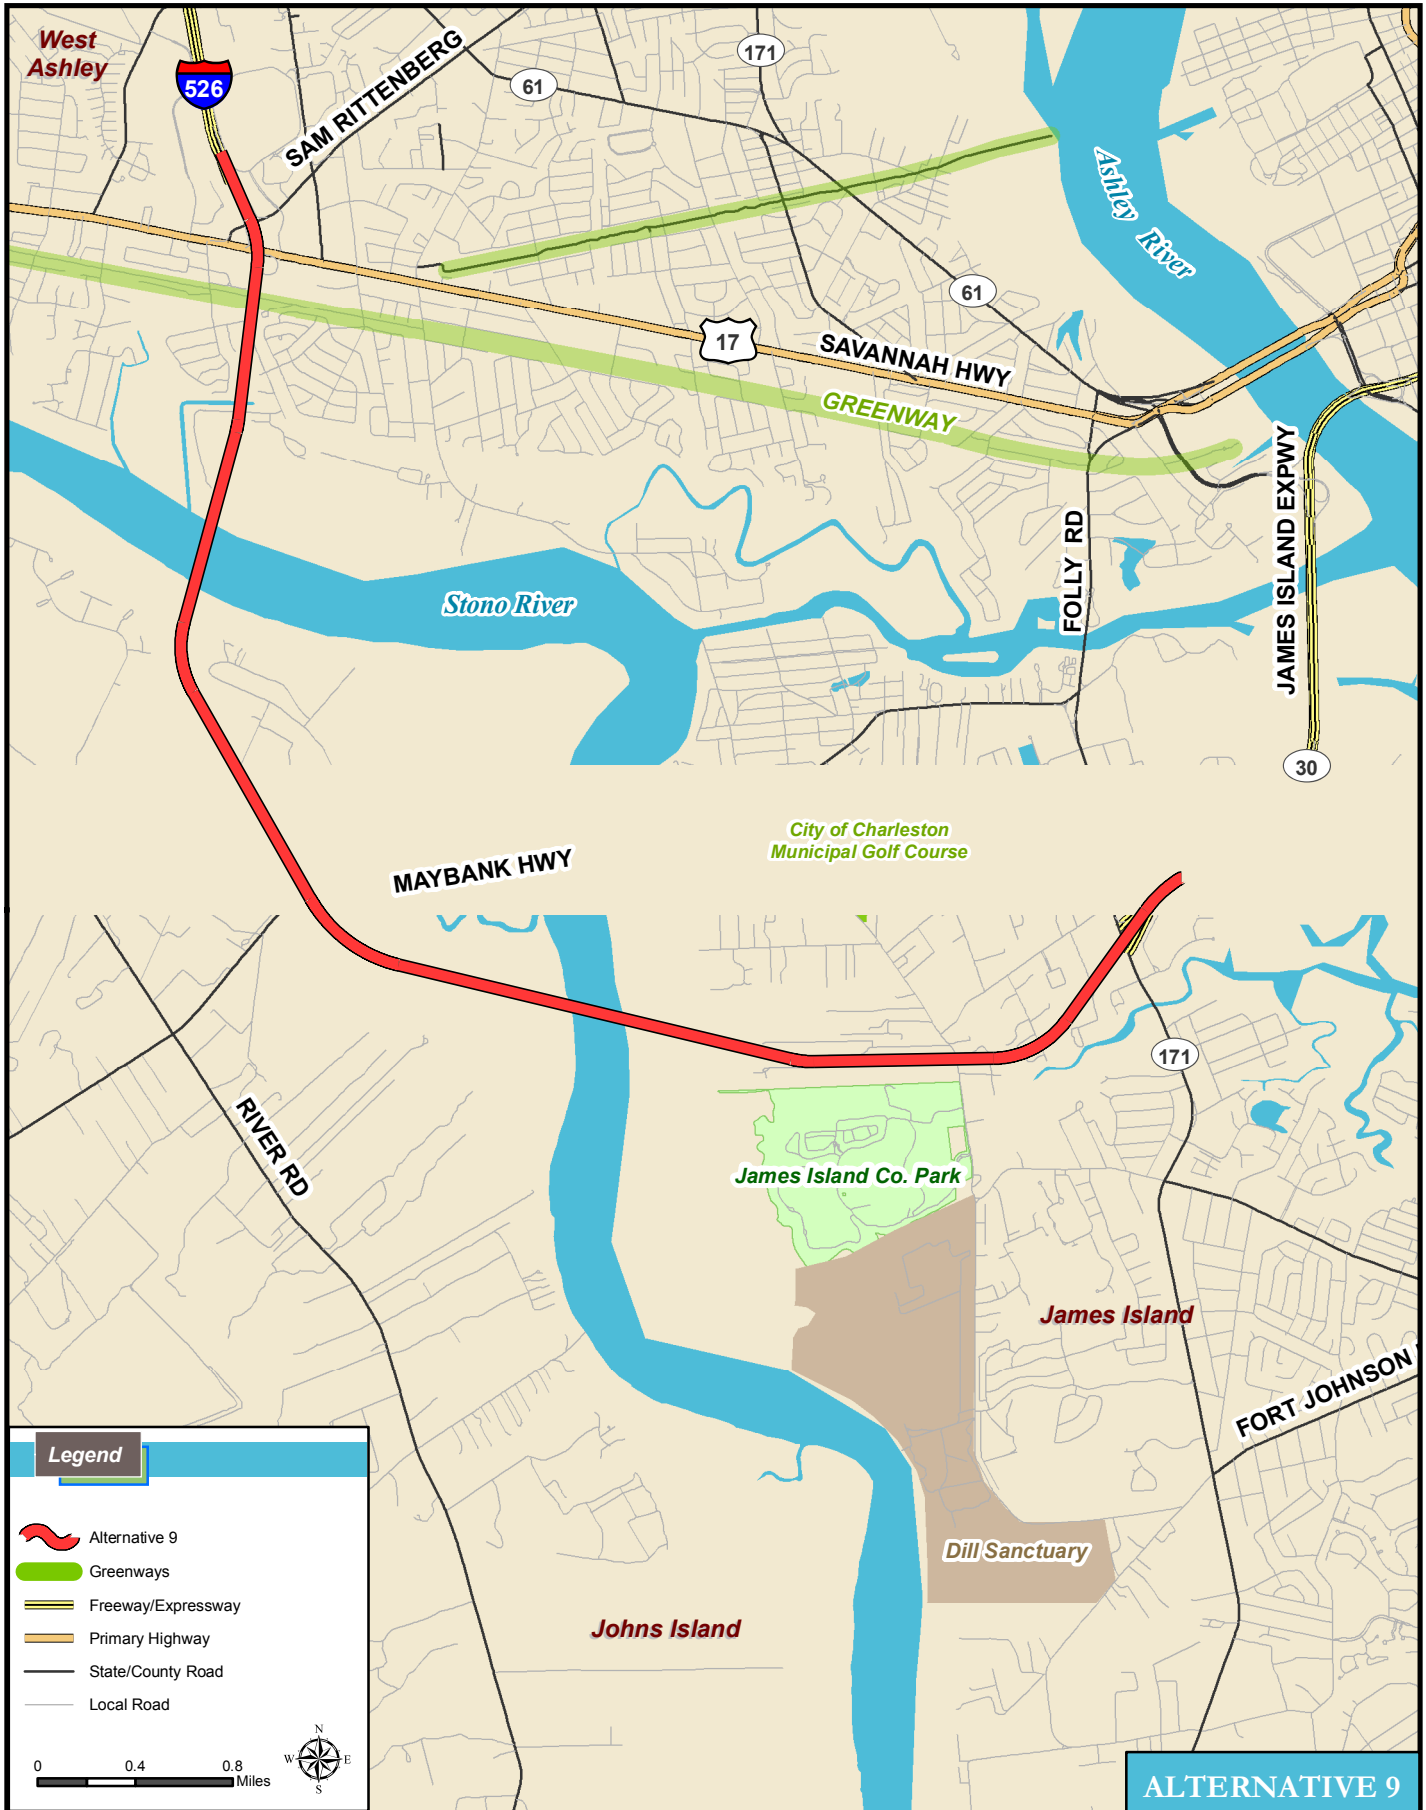 West
Ashley
526
SAM RITTENBERG
61
171
Ashley River
61
17
SAVANNAH HWY
GREENWAY
JAMES ISLAND EXPWY
FOLLY RD
Stono River
30
City of Charleston
Municipal Golf Course
MAYBANK HWY
171
RIVER RD
James Island Co. Park
James Island
FORT JOHNSON
Dill Sanctuary
Johns Island
Legend
Alternative 9
Greenways
Freeway/Expressway
Primary Highway
State/County Road
Local Road
0 0.4 0.8
Miles
N
W E
S
ALTERNATIVE 9